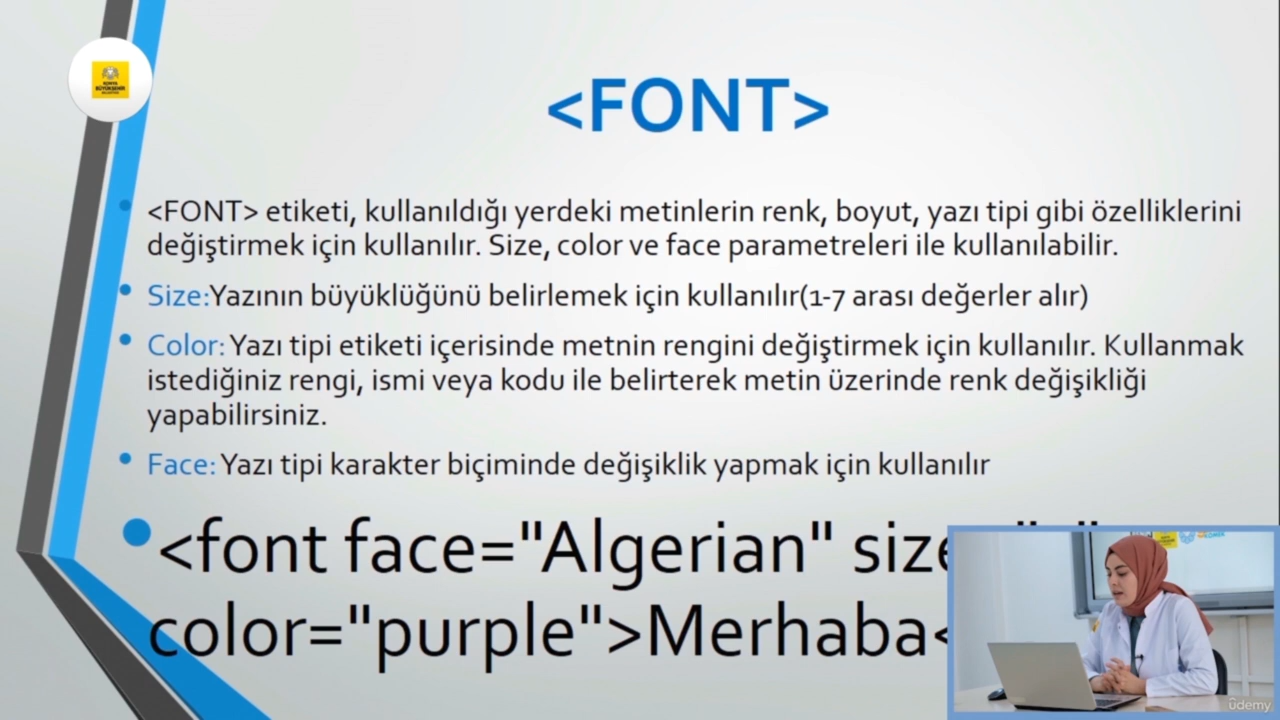 KONYA
BÜYÜKŞEHİR
<FONT>
<FONT> etiketi, kullanıldığı yerdeki metinlerin renk, boyut, yazı tipi gibi özelliklerini
değiştirmek için kullanılır. Size, color ve face parametreleri ile kullanılabilir.
Size:Yazının büyüklüğünü belirlemek için kullanılır(1-7 arası değerler alır)
Color: Yazı tipi etiketi içerisinde metnin rengini değiştirmek için kullanılır. Kullanmak
istediğiniz rengi, ismi veya kodu ile belirterek metin üzerinde renk değişikliği
yapabilirsiniz.
Face: Yazı tipi karakter biçiminde değişiklik yapmak için kullanılır
<font face="Algerian" size
color="purple">Merhaba<
udemy